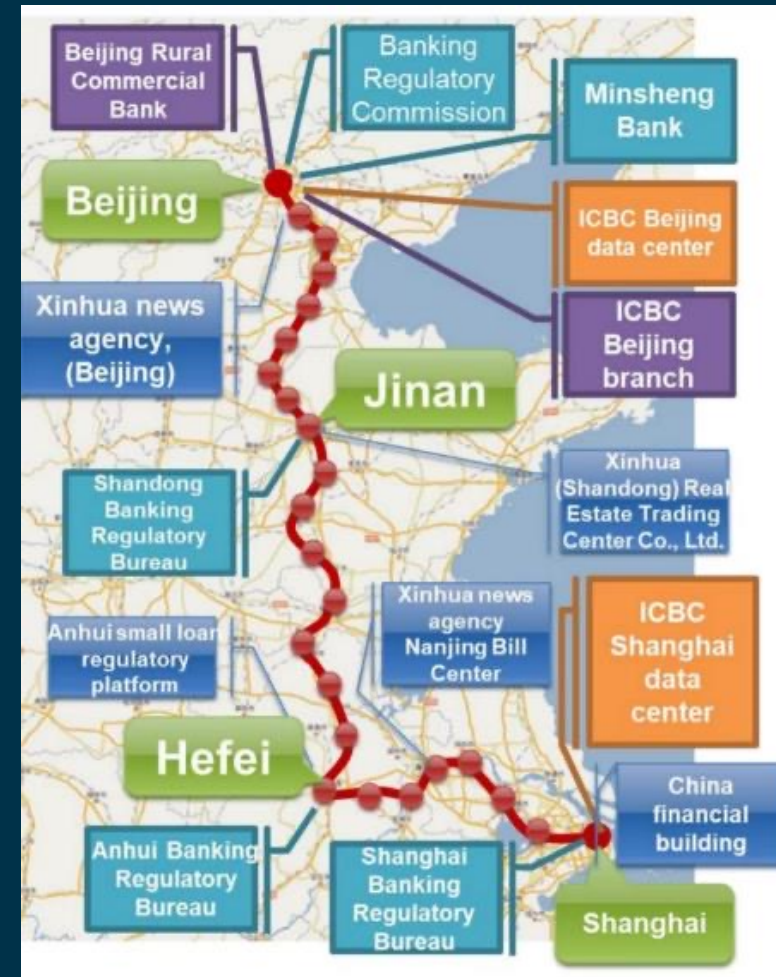 Beijing Rural
Commercial
Bank
Banking
Regulatory
Commission
Minsheng
Bank
Beijing
ICBC Beijing
data center
Xinhua news
agency,
(Beijing)
ICBC
Beijing
branch
Jinan
Shandong
Banking
Regulatory
Bureau
Xinhua
(Shandong) Real
Estate Trading
Center Co., Ltd.
Anhui small loan
regulatory
platform
Xinhua news
agency
Nanjing Bill
Center
ICBC
Shanghai
data
center
Hefei
China
financial
building
Anhui Banking
Regulatory
Bureau
Shanghai
Banking
Regulatory
Bureau
Shanghai